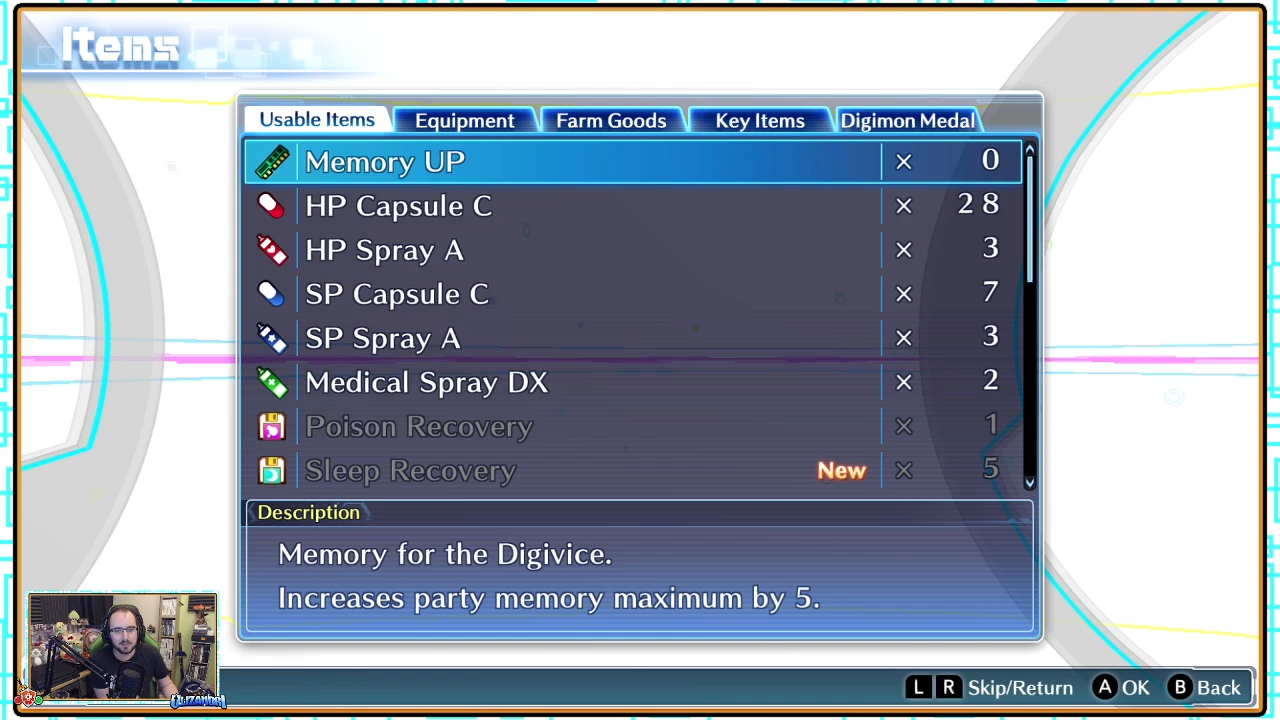 Items
Usable Items Equipment Farm Goods Key Items Digimon Medal
Memory UP × 0
HP Capsule C × 28
HP Spray A × 3
SP Capsule C × 7
SP Spray A × 3
Medical Spray DX × 2
Poison Recovery × 1
Sleep Recovery New × 5
Description
Memory for the Digivice.
Increases party memory maximum by 5.
L R Skip/Return A OK B Back